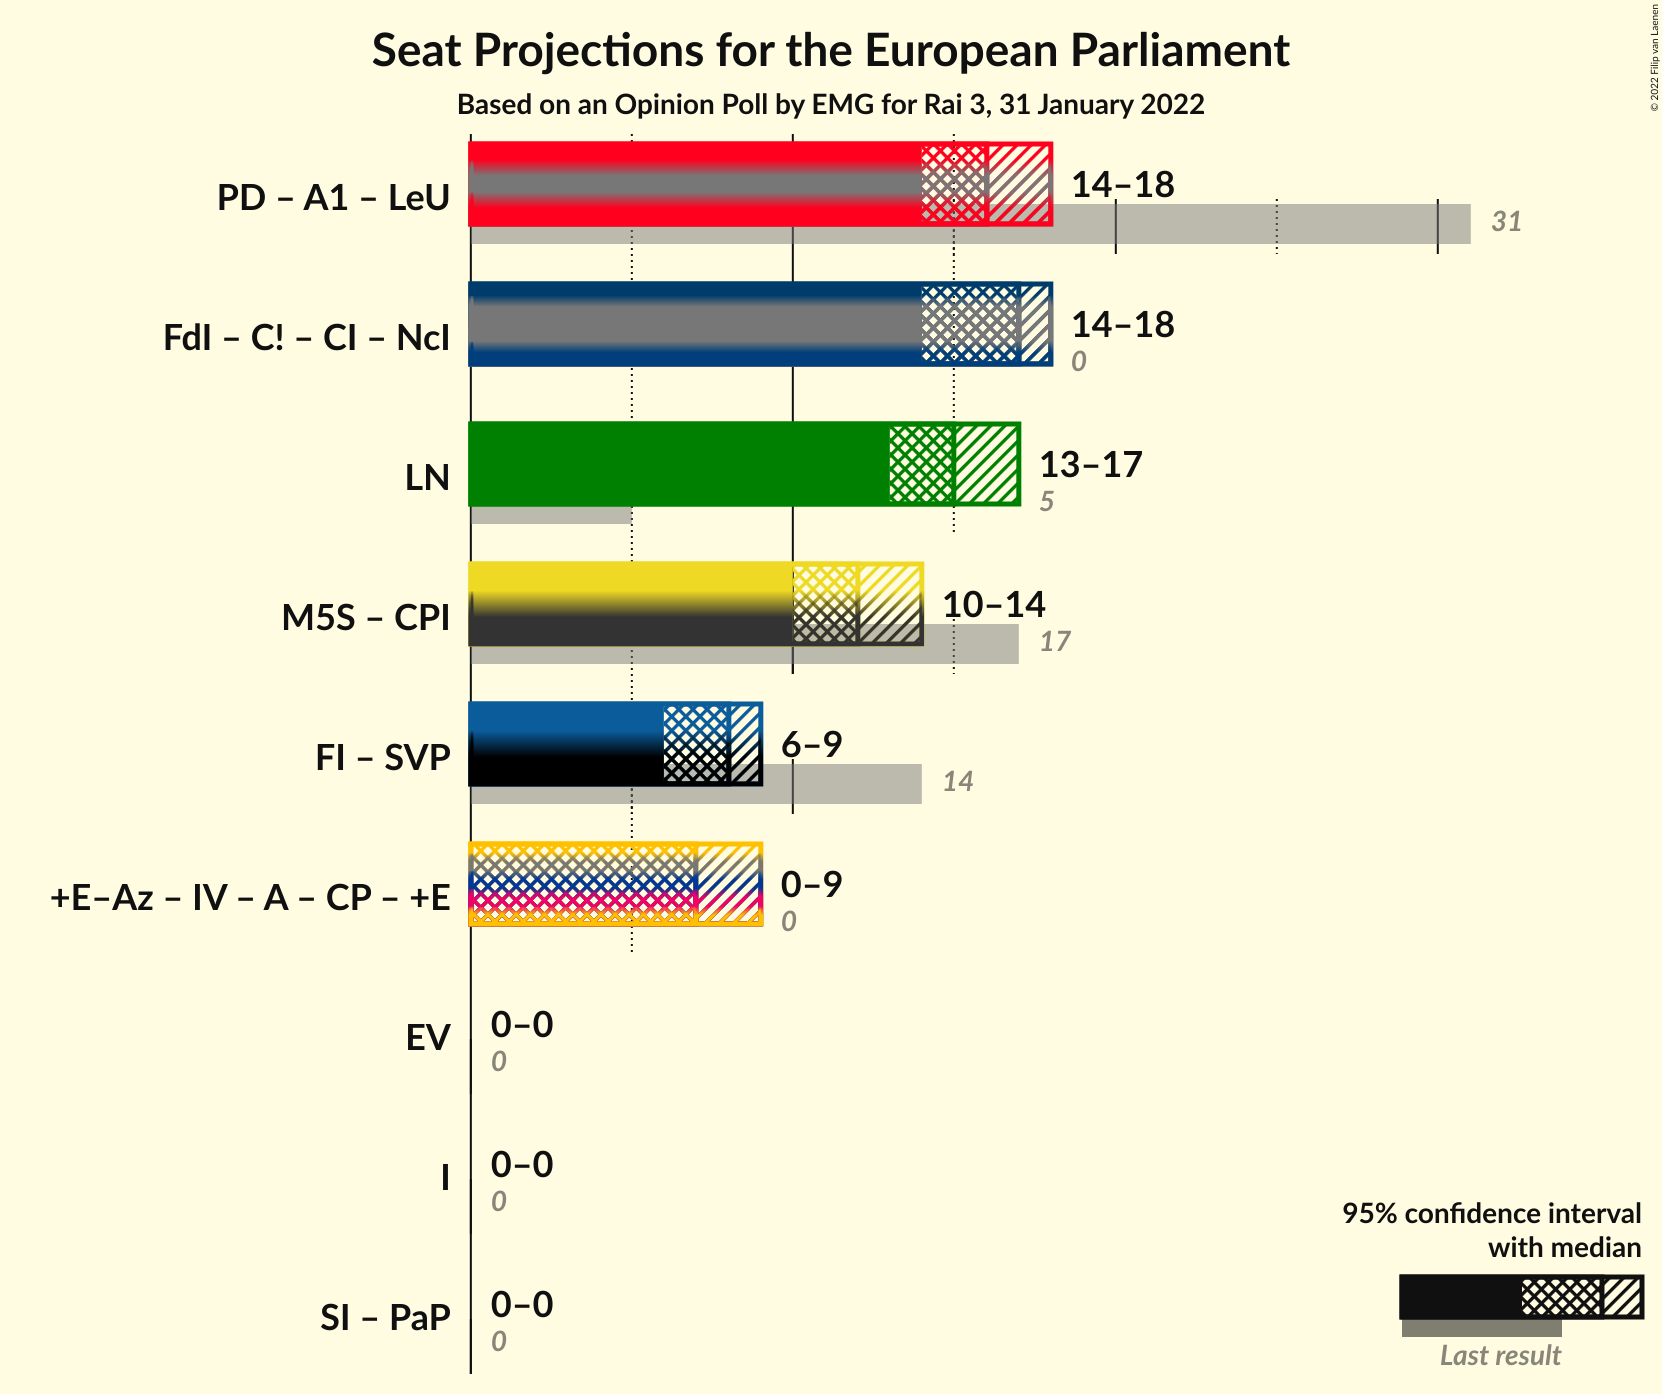 Seat Projections for the European Parliament
Based on an Opinion Poll by EMG for Rai 3, 31 January 2022
© 2022 Filip van Laenen
PD – A1 – LeU
14–18
31
FdI – C! – CI – NcI
14–18
0
LN
13–17
5
M5S – CPI
10–14
17
FI – SVP
6–9
14
+E–Az – IV – A – CP – +E
0–9
0
EV
0–0
0
I
0–0
0
SI – PaP
0–0
0
95% confidence interval
with median
Last result